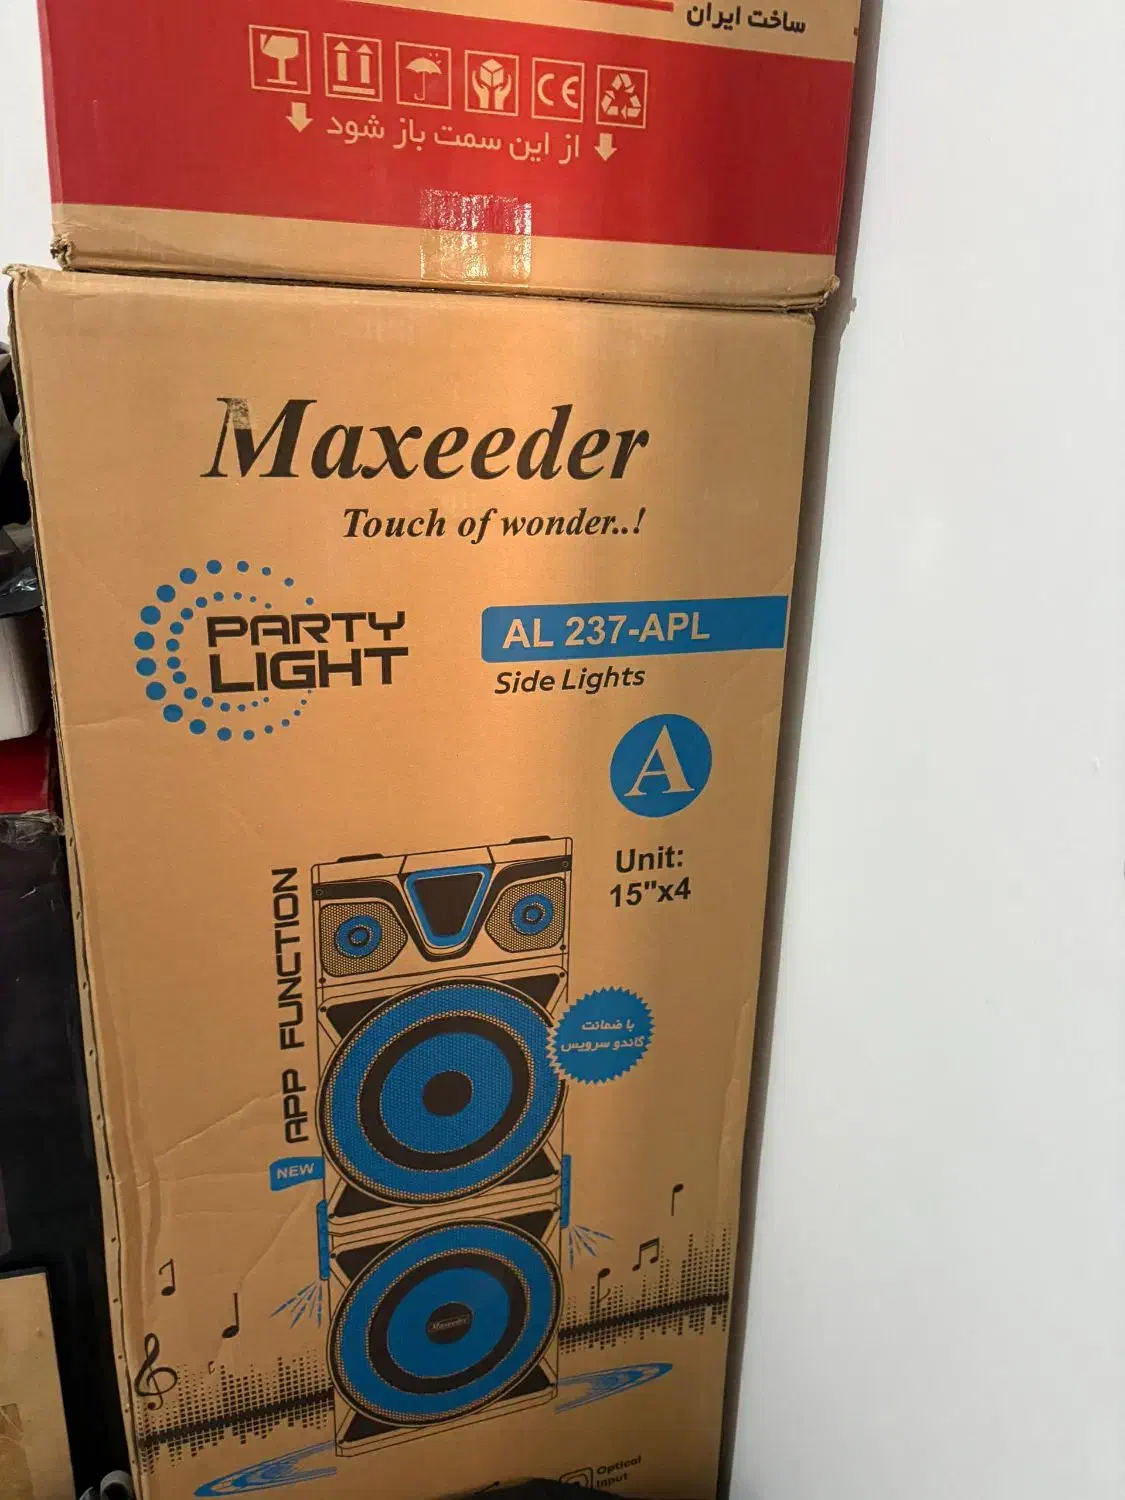 ساخت ایران
CE
از این سمت باز شود
Maxeeder
Touch of wonder..!
PARTY
LIGHT
AL 237-APL
Side Lights
A
Unit:
15"x4
APP FUNCTION
NEW
با ضمانت
گاندو سرویس
Maxeeder
Optical
Input